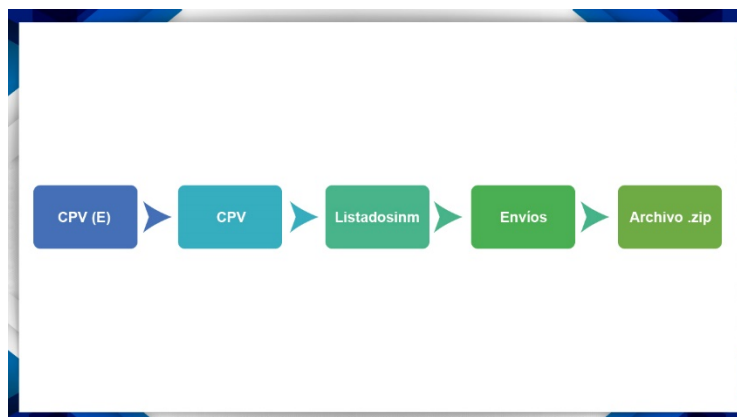 CPV (E)
CPV
Listadosinm
Envíos
Archivo .zip